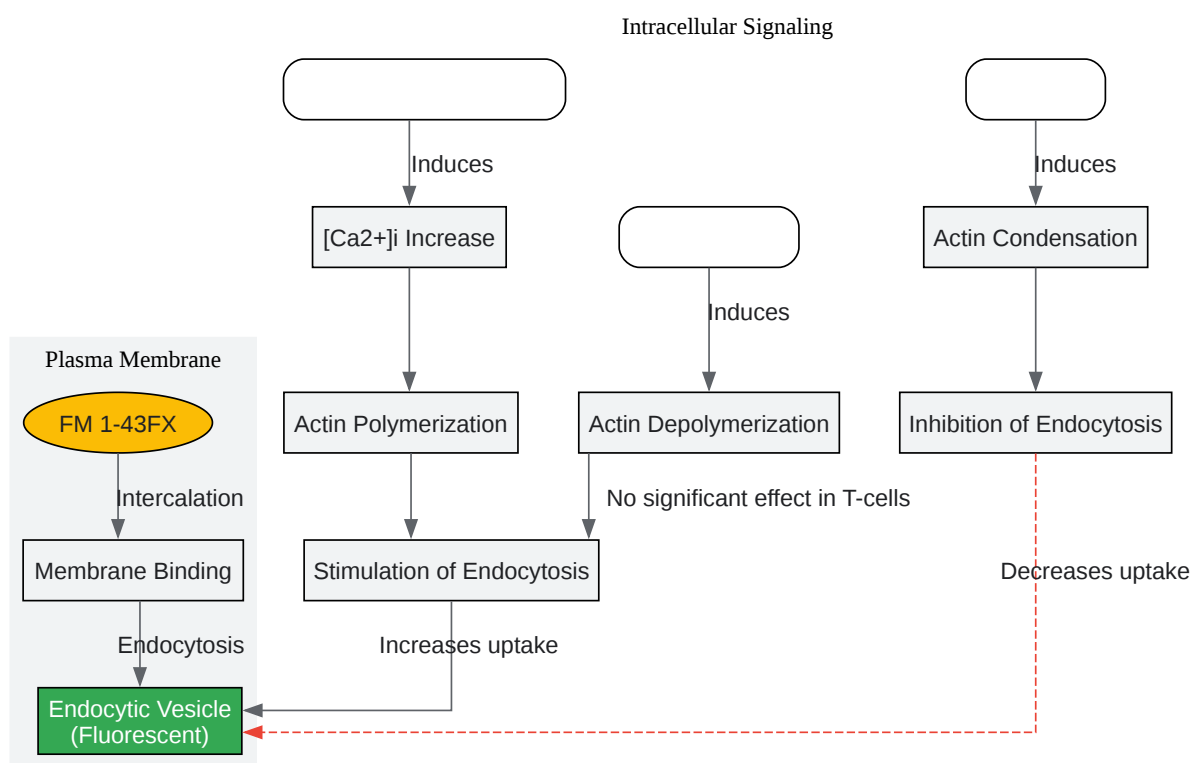 Intracellular Signaling
Induces
Induces
[Ca2+]i Increase
Actin Condensation
Induces
Plasma Membrane
FM 1-43FX
Actin Polymerization
Actin Depolymerization
Inhibition of Endocytosis
Intercalation
No significant effect in T-cells
Membrane Binding
Stimulation of Endocytosis
Decreases uptake
Endocytosis
Increases uptake
Endocytic Vesicle
(Fluorescent)